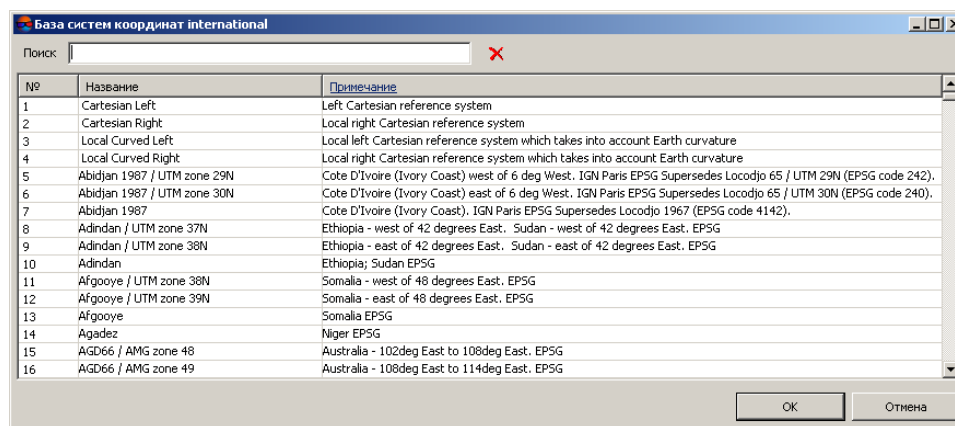 База систем координат international
Поиск
№ Название Примечание
1 Cartesian Left Left Cartesian reference system
2 Cartesian Right Local right Cartesian reference system
3 Local Curved Left Local left Cartesian reference system which takes into account Earth curvature
4 Local Curved Right Local right Cartesian reference system which takes into account Earth curvature
5 Abidjan 1987 / UTM zone 29N Cote D'Ivoire (Ivory Coast) west of 6 deg West. IGN Paris EPSG Supersedes Locodjo 65 / UTM 29N (EPSG code 242).
6 Abidjan 1987 / UTM zone 30N Cote D'Ivoire (Ivory Coast) east of 6 deg West. IGN Paris EPSG Supersedes Locodjo 65 / UTM 30N (EPSG code 240).
7 Abidjan 1987 Cote D'Ivoire (Ivory Coast). IGN Paris EPSG Supersedes Locodjo 1967 (EPSG code 4142).
8 Adindan / UTM zone 37N Ethiopia - west of 42 degrees East. Sudan - west of 42 degrees East. EPSG
9 Adindan / UTM zone 38N Ethiopia - east of 42 degrees East. Sudan - east of 42 degrees East. EPSG
10 Adindan Ethiopia; Sudan EPSG
11 Afgooye / UTM zone 38N Somalia - west of 48 degrees East. EPSG
12 Afgooye / UTM zone 39N Somalia - east of 48 degrees East. EPSG
13 Afgooye Somalia EPSG
14 Agadez Niger EPSG
15 AGD66 / AMG zone 48 Australia - 102deg East to 108deg East. EPSG
16 AGD66 / AMG zone 49 Australia - 108deg East to 114deg East. EPSG
OK Отмена